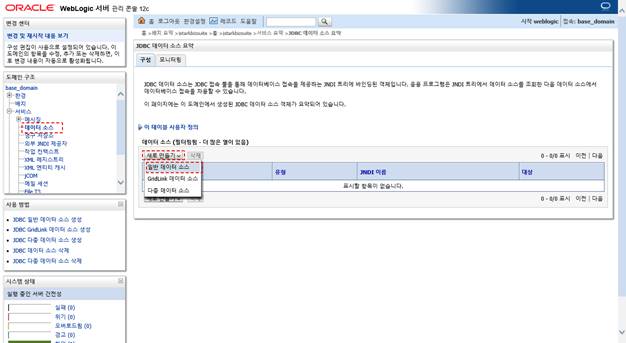 ORACLE WebLogic 서버 관리 콘솔 12c
변경 센터
변경 및 재시작 대용 보기
구성 편집이 사용으로 설정되어 있습니다. 이
도메인의 항목을 수정, 추가 또는 삭제하면, 이
후 변경 내용이 자동으로 활성화됩니다.
도메인 구조
base_domain
환경
배치
서비스
메시징
데이터 소스
영구 저장소
외부 JNDI 제공자
작업 컨텍스트
XML 레지스트리
XML 엔티티 캐시
jCOM
메일 세션
File T3
사용 방법
JDBC 일반 데이터 소스 생성
JDBC GridLink 데이터 소스 생성
JDBC 다중 데이터 소스 생성
JDBC 데이터 소스 삭제
JDBC 다중 데이터 소스 삭제
시스템 상태
실행 중인 서버 건전성
실패 (0)
위기 (0)
오버로드됨 (0)
경고 (0)
홈 로그아웃 환경설정 레코드 도움말
시작 weblogic 접속: base_domain
JDBC 데이터 소스 요약
구성 모니터링
JDBC 데이터 소스는 JDBC 접속 풀을 통해 데이터베이스 접속을 제공하는 JNDI 트리에 바인딩된 객체입니다. 응용 프로그램은 JNDI 트리에서 데이터 소스를 조회한 다음 데이터 소스에서
데이터베이스 접속을 차용할 수 있습니다.
이 페이지에는 이 도메인에서 생성된 JDBC 데이터 소스 객체가 요약되어 있습니다.
이 테이블 사용자 정의
데이터 소스 (필터링됨 - 더 많은 열이 있음)
새로 만들기 삭제 0 - 0/0 표시 이전 | 다음
일반 데이터 소스
GridLink 데이터 소스
다중 데이터 소스
유형 JNDI 이름 대상
표시할 항목이 없습니다.
새로 만들기 삭제 0 - 0/0 표시 이전 | 다음